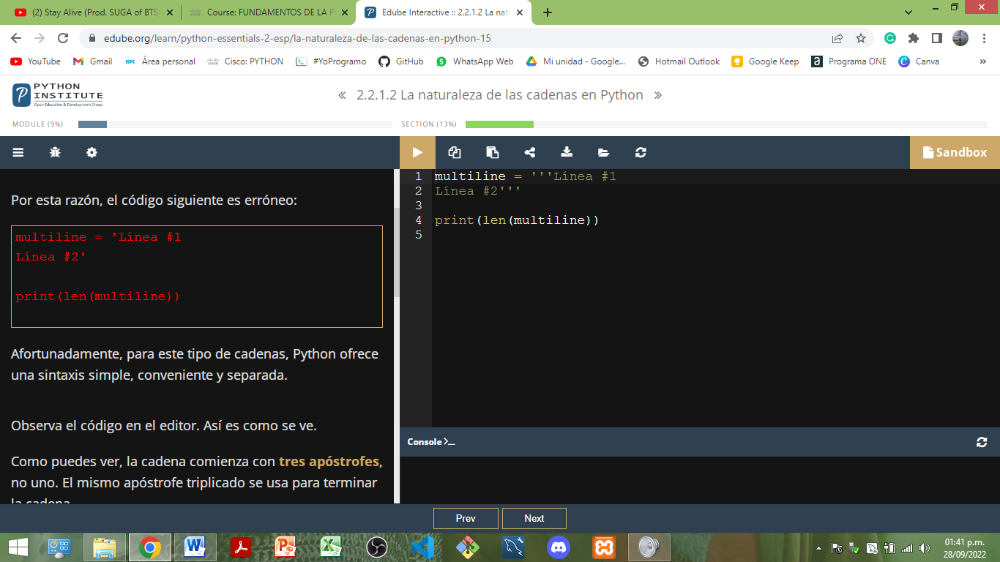 (2) Stay Alive (Prod. SUGA of BTS
Course: FUNDAMENTOS DE LA P
Edube Interactive :: 2.2.1.2 La natu
edube.org/learn/python-essentials-2-esp/la-naturaleza-de-las-cadenas-en-python-15
YouTube
Gmail
Área personal
Cisco: PYTHON
#YoProgramo
GitHub
WhatsApp Web
Mi unidad - Google...
Hotmail Outlook
Google Keep
Programa ONE
Canva
PYTHON
INSTITUTE
Open Education & Development Group
« 2.2.1.2 La naturaleza de las cadenas en Python »
MODULE (9%)
SECTION (13%)
Sandbox
Por esta razón, el código siguiente es erróneo:
multiline = 'Línea #1
Línea #2'
print(len(multiline))
Afortunadamente, para este tipo de cadenas, Python ofrece
una sintaxis simple, conveniente y separada.
Observa el código en el editor. Así es como se ve.
Como puedes ver, la cadena comienza con tres apóstrofes,
no uno. El mismo apóstrofe triplicado se usa para terminar
la cadena
1 multiline = '''Línea #1
2 Línea #2'''
3
4 print(len(multiline))
5
Console >_
Prev
Next
01:41 p.m.
28/09/2022